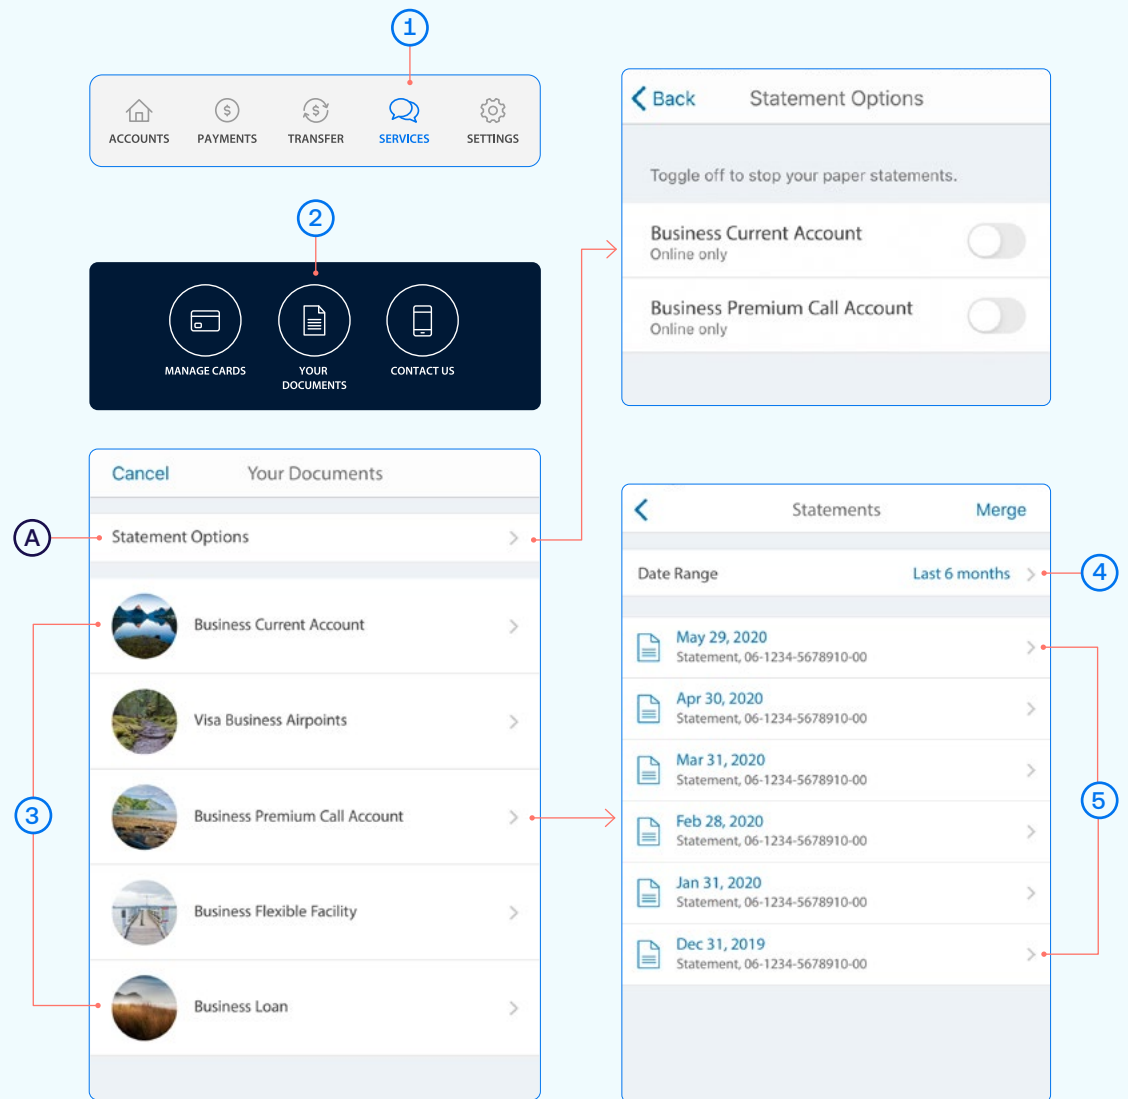 1
ACCOUNTS PAYMENTS TRANSFER SERVICES SETTINGS
2
MANAGE CARDS
YOUR
DOCUMENTS
CONTACT US
Cancel Your Documents
A
Statement Options
3
Business Current Account
Visa Business Airpoints
Business Premium Call Account
Business Flexible Facility
Business Loan
Back Statement Options
Toggle off to stop your paper statements.
Business Current Account
Online only
Business Premium Call Account
Online only
Statements Merge
Date Range Last 6 months
4
May 29, 2020
Statement, 06-1234-5678910-00
Apr 30, 2020
Statement, 06-1234-5678910-00
Mar 31, 2020
Statement, 06-1234-5678910-00
5
Feb 28, 2020
Statement, 06-1234-5678910-00
Jan 31, 2020
Statement, 06-1234-5678910-00
Dec 31, 2019
Statement, 06-1234-5678910-00